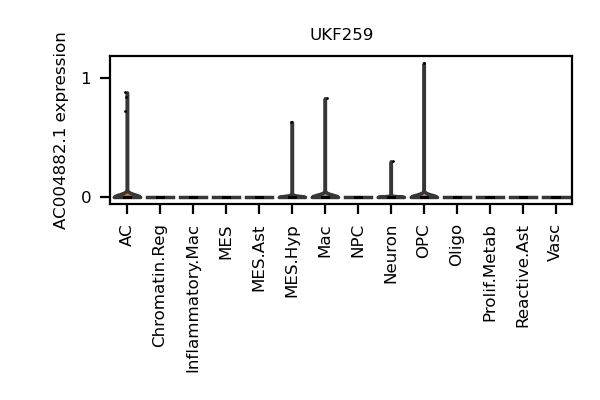 UKF259
AC004882.1 expression
1
0
AC
Chromatin.Reg
Inflammatory.Mac
MES
MES.Ast
MES.Hyp
Mac
NPC
Neuron
OPC
Oligo
Prolif.Metab
Reactive.Ast
Vasc